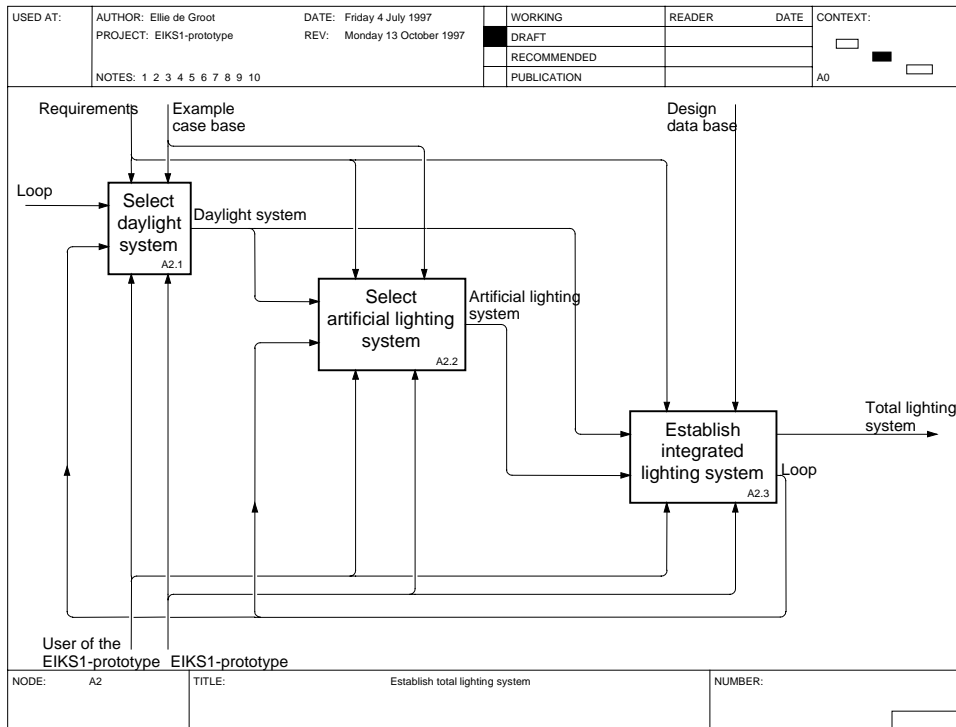 USED AT:
AUTHOR: Ellie de Groot
DATE: Friday 4 July 1997
WORKING
READER
DATE
CONTEXT:
PROJECT: EIKS1-prototype
REV: Monday 13 October 1997
DRAFT
RECOMMENDED
NOTES: 1 2 3 4 5 6 7 8 9 10
PUBLICATION
A0
Requirements
Example
case base
Design
data base
Loop
Select
daylight
system
A2.1
Daylight system
Select
artificial lighting
system
A2.2
Artificial lighting
system
Total lighting
system
Establish
integrated
lighting system
A2.3
Loop
User of the
EIKS1-prototype
EIKS1-prototype
NODE:
A2
TITLE:
Establish total lighting system
NUMBER: